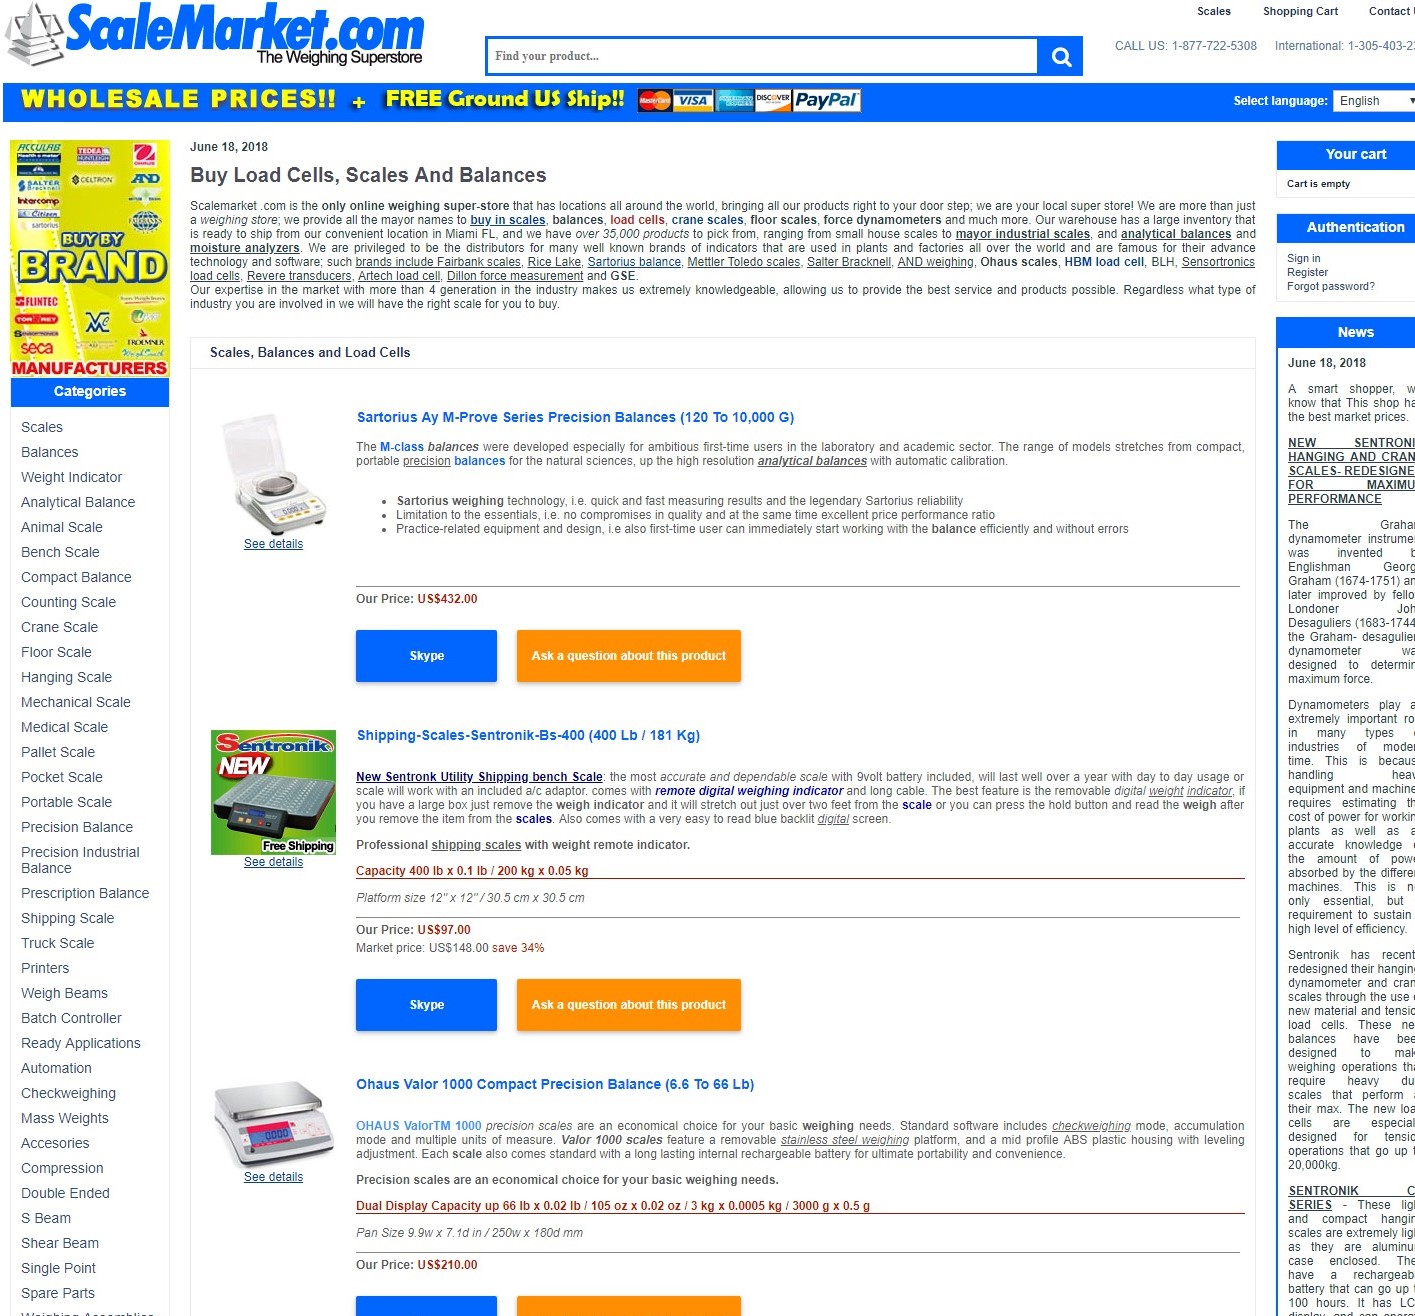 ScaleMarket.com
The Weighing Superstore
Scales
Shopping Cart
Contact
Find your product...
CALL US: 1-877-722-5308
International: 1-305-403-23
WHOLESALE PRICES!! + FREE Ground US Ship!!
MasterCard
VISA
AMERICAN EXPRESS
DISCOVER
PayPal
Select language:
English
ACCULAB
TEDEA HUNTLEIGH
OHAUS
SALTER Brecknell
CELTRON
AND
Intercomp
Citizen
sartorius
BUY BY
BRAND
FLINTEC
TOR REY
SENSORTRONICS
TROEMNER
seca
WeighSouth
MANUFACTURERS
Categories
Scales
Balances
Weight Indicator
Analytical Balance
Animal Scale
Bench Scale
Compact Balance
Counting Scale
Crane Scale
Floor Scale
Hanging Scale
Mechanical Scale
Medical Scale
Pallet Scale
Pocket Scale
Portable Scale
Precision Balance
Precision Industrial
Balance
Prescription Balance
Shipping Scale
Truck Scale
Printers
Weigh Beams
Batch Controller
Ready Applications
Automation
Checkweighing
Mass Weights
Accesories
Compression
Double Ended
S Beam
Shear Beam
Single Point
Spare Parts
June 18, 2018
Buy Load Cells, Scales And Balances
Scalemarket .com is the only online weighing super-store that has locations all around the world, bringing all our products right to your door step; we are your local super store! We are more than just
a weighing store; we provide all the mayor names to buy in scales, balances, load cells, crane scales, floor scales, force dynamometers and much more. Our warehouse has a large inventory that
is ready to ship from our convenient location in Miami FL, and we have over 35,000 products to pick from, ranging from small house scales to mayor industrial scales, and analytical balances and
moisture analyzers. We are privileged to be the distributors for many well known brands of indicators that are used in plants and factories all over the world and are famous for their advance
technology and software; such brands include Fairbank scales, Rice Lake, Sartorius balance, Mettler Toledo scales, Salter Bracknell, AND weighing, Ohaus scales, HBM load cell, BLH, Sensortronics
load cells, Revere transducers, Artech load cell, Dillon force measurement and GSE.
Our expertise in the market with more than 4 generation in the industry makes us extremely knowledgeable, allowing us to provide the best service and products possible. Regardless what type of
industry you are involved in we will have the right scale for you to buy.
Scales, Balances and Load Cells
Sartorius Ay M-Prove Series Precision Balances (120 To 10,000 G)
The M-class balances were developed especially for ambitious first-time users in the laboratory and academic sector. The range of models stretches from compact,
portable precision balances for the natural sciences, up the high resolution analytical balances with automatic calibration.
• Sartorius weighing technology, i.e. quick and fast measuring results and the legendary Sartorius reliability
• Limitation to the essentials, i.e. no compromises in quality and at the same time excellent price performance ratio
• Practice-related equipment and design, i.e also first-time user can immediately start working with the balance efficiently and without errors
See details
Our Price: US$432.00
Skype
Ask a question about this product
Shipping-Scales-Sentronik-Bs-400 (400 Lb / 181 Kg)
Sentronik
NEW
Free Shipping
See details
New Sentronk Utility Shipping bench Scale: the most accurate and dependable scale with 9volt battery included, will last well over a year with day to day usage or
scale will work with an included a/c adaptor. comes with remote digital weighing indicator and long cable. The best feature is the removable digital weight indicator, if
you have a large box just remove the weigh indicator and it will stretch out just over two feet from the scale or you can press the hold button and read the weigh after
you remove the item from the scales. Also comes with a very easy to read blue backlit digital screen.
Professional shipping scales with weight remote indicator.
Capacity 400 lb x 0.1 lb / 200 kg x 0.05 kg
Platform size 12" x 12" / 30.5 cm x 30.5 cm
Our Price: US$97.00
Market price: US$148.00 save 34%
Skype
Ask a question about this product
Ohaus Valor 1000 Compact Precision Balance (6.6 To 66 Lb)
See details
OHAUS ValorTM 1000 precision scales are an economical choice for your basic weighing needs. Standard software includes checkweighing mode, accumulation
mode and multiple units of measure. Valor 1000 scales feature a removable stainless steel weighing platform, and a mid profile ABS plastic housing with leveling
adjustment. Each scale also comes standard with a long lasting internal rechargeable battery for ultimate portability and convenience.
Precision scales are an economical choice for your basic weighing needs.
Dual Display Capacity up 66 lb x 0.02 lb / 105 oz x 0.02 oz / 3 kg x 0.0005 kg / 3000 g x 0.5 g
Pan Size 9.9w x 7.1d in / 250w x 180d mm
Our Price: US$210.00
Your cart
Cart is empty
Authentication
Sign in
Register
Forgot password?
News
June 18, 2018
A smart shopper, w
know that This shop ha
the best market prices.
NEW SENTRONI
HANGING AND CRAN
SCALES- REDESIGNE
FOR MAXIMU
PERFORMANCE
The Graha
dynamometer instrume
was invented b
Englishman Georg
Graham (1674-1751) an
later improved by fello
Londoner Joh
Desaguliers (1683-1744
the Graham- desagulie
dynamometer wa
designed to determin
maximum force.
Dynamometers play a
extremely important ro
in many types o
industries of moder
time. This is becaus
handling heav
equipment and machine
requires estimating th
cost of power for workin
plants as well as a
accurate knowledge o
the amount of powe
absorbed by the differe
machines. This is n
only essential, but
requirement to sustain
high level of efficiency.
Sentronik has recent
redesigned their hanging
dynamometer and cran
scales through the use o
new material and tensio
load cells. These ne
balances have bee
designed to mak
weighing operations tha
require heavy du
scales that perform a
their max. The new loa
cells are especial
designed for tensio
operations that go up t
20,000kg.
SENTRONIK C
SERIES - These lig
and compact hangin
scales are extremely lig
as they are aluminu
case enclosed. The
have a rechargeab
battery that can go up t
100 hours. It has LC